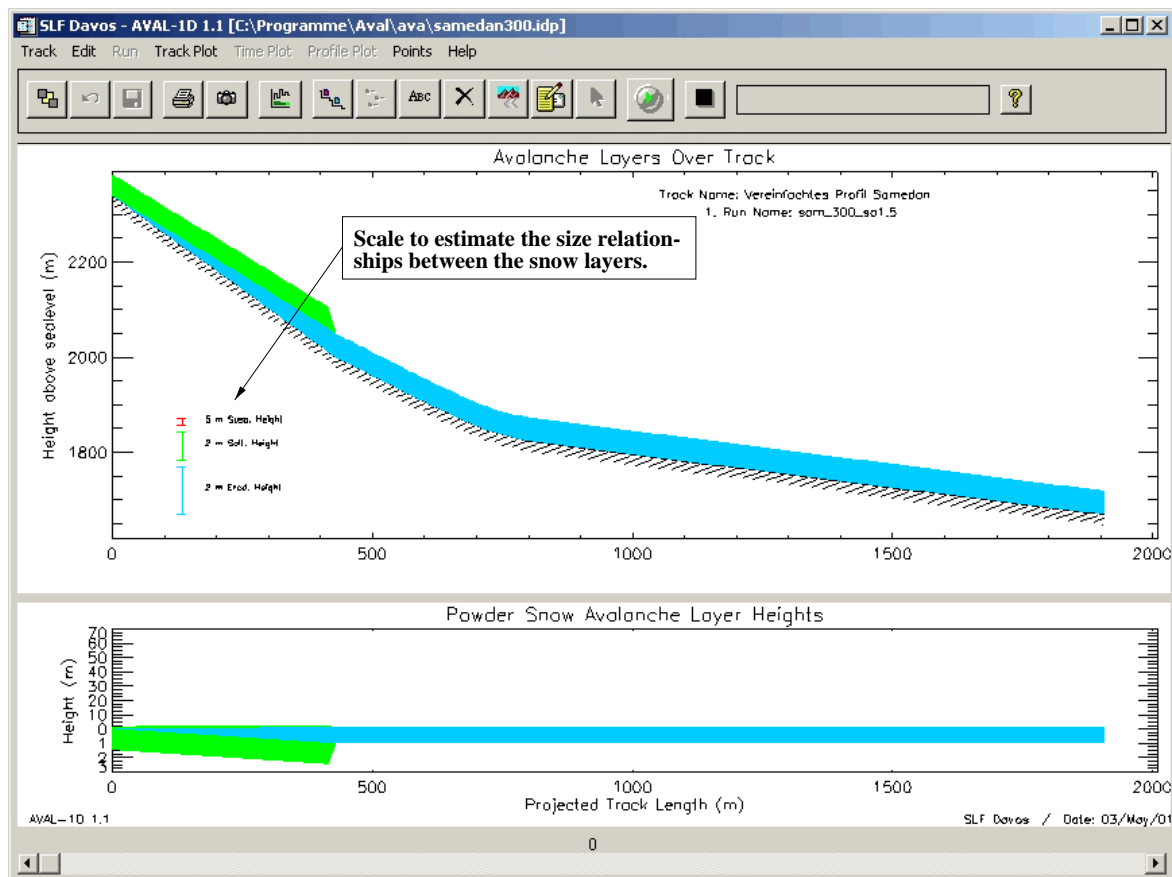 SLF Davos - AVAL-1D 1.1 [C:\Programme\Aval\ava\samedan300.idp]
Track Edit Run Track Plot Time Plot Profile Plot Points Help
ABC
?
Avalanche Layers Over Track
Track Name: Vereinfachtes Profil Samedan
1. Run Name: sam_300_sa1.5
Scale to estimate the size relation-
ships between the snow layers.
Height above sealevel (m)
2200
2000
1800
5 m Susp. Height
2 m Salt. Height
2 m Erod. Height
0 500 1000 1500 2000
Powder Snow Avalanche Layer Heights
Height (m)
70
60
50
40
30
20
10
0
1
2
3
0 500 1000 1500 2000
Projected Track Length (m)
AVAL-1D 1.1
SLF Davos / Date: 03/May/01
0